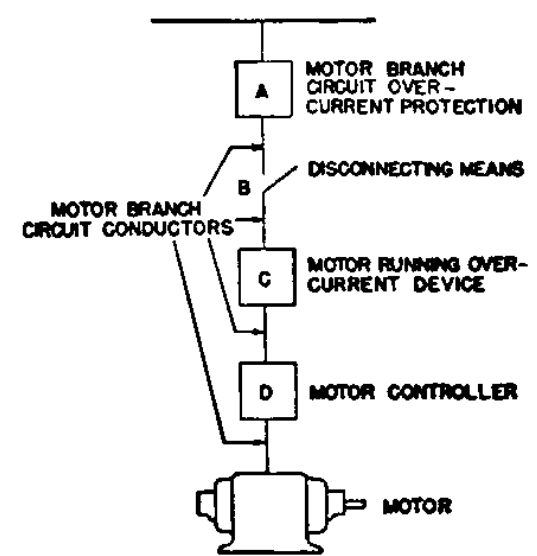 A
MOTOR BRANCH
CIRCUIT OVER-
CURRENT PROTECTION
B
DISCONNECTING MEANS
MOTOR BRANCH
CIRCUIT CONDUCTORS
C
MOTOR RUNNING OVER-
CURRENT DEVICE
D
MOTOR CONTROLLER
MOTOR